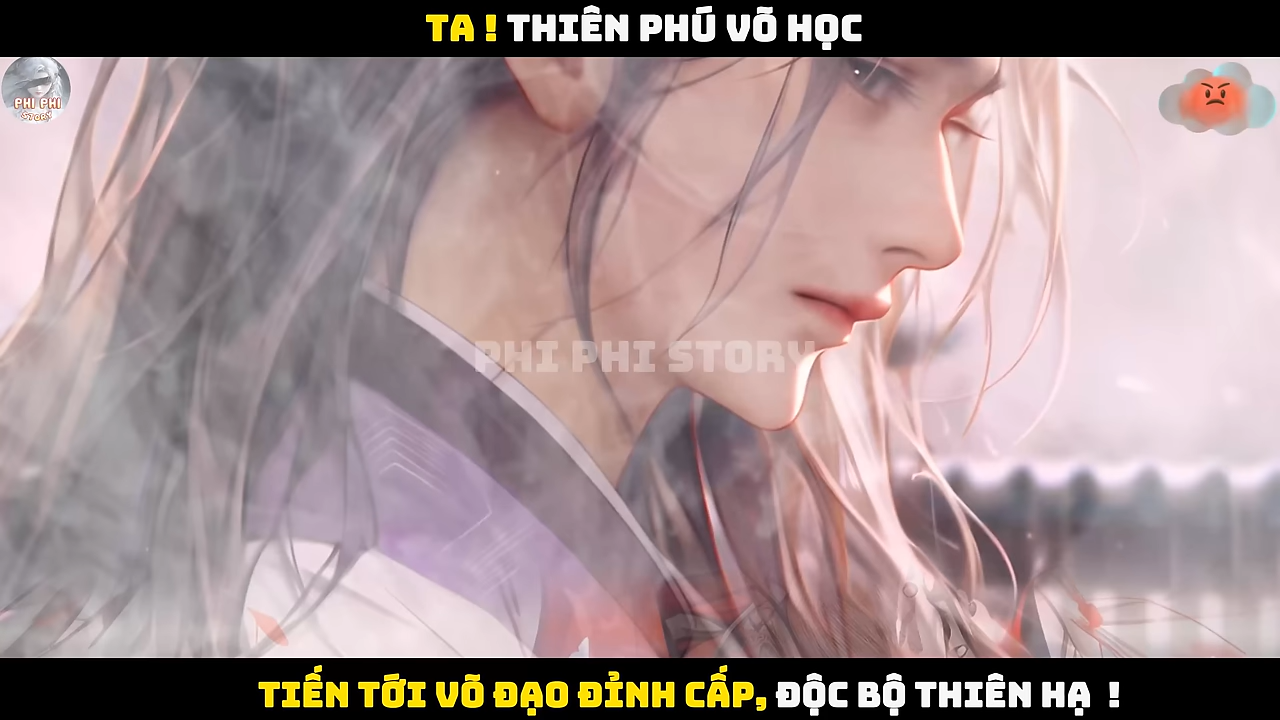 TA ! THIÊN PHÚ VÕ HỌC
PHI PHI
STORY
PHI PHI STORY
TIẾN TỚI VÕ ĐẠO ĐỈNH CẤP, ĐỘC BỘ THIÊN HẠ !